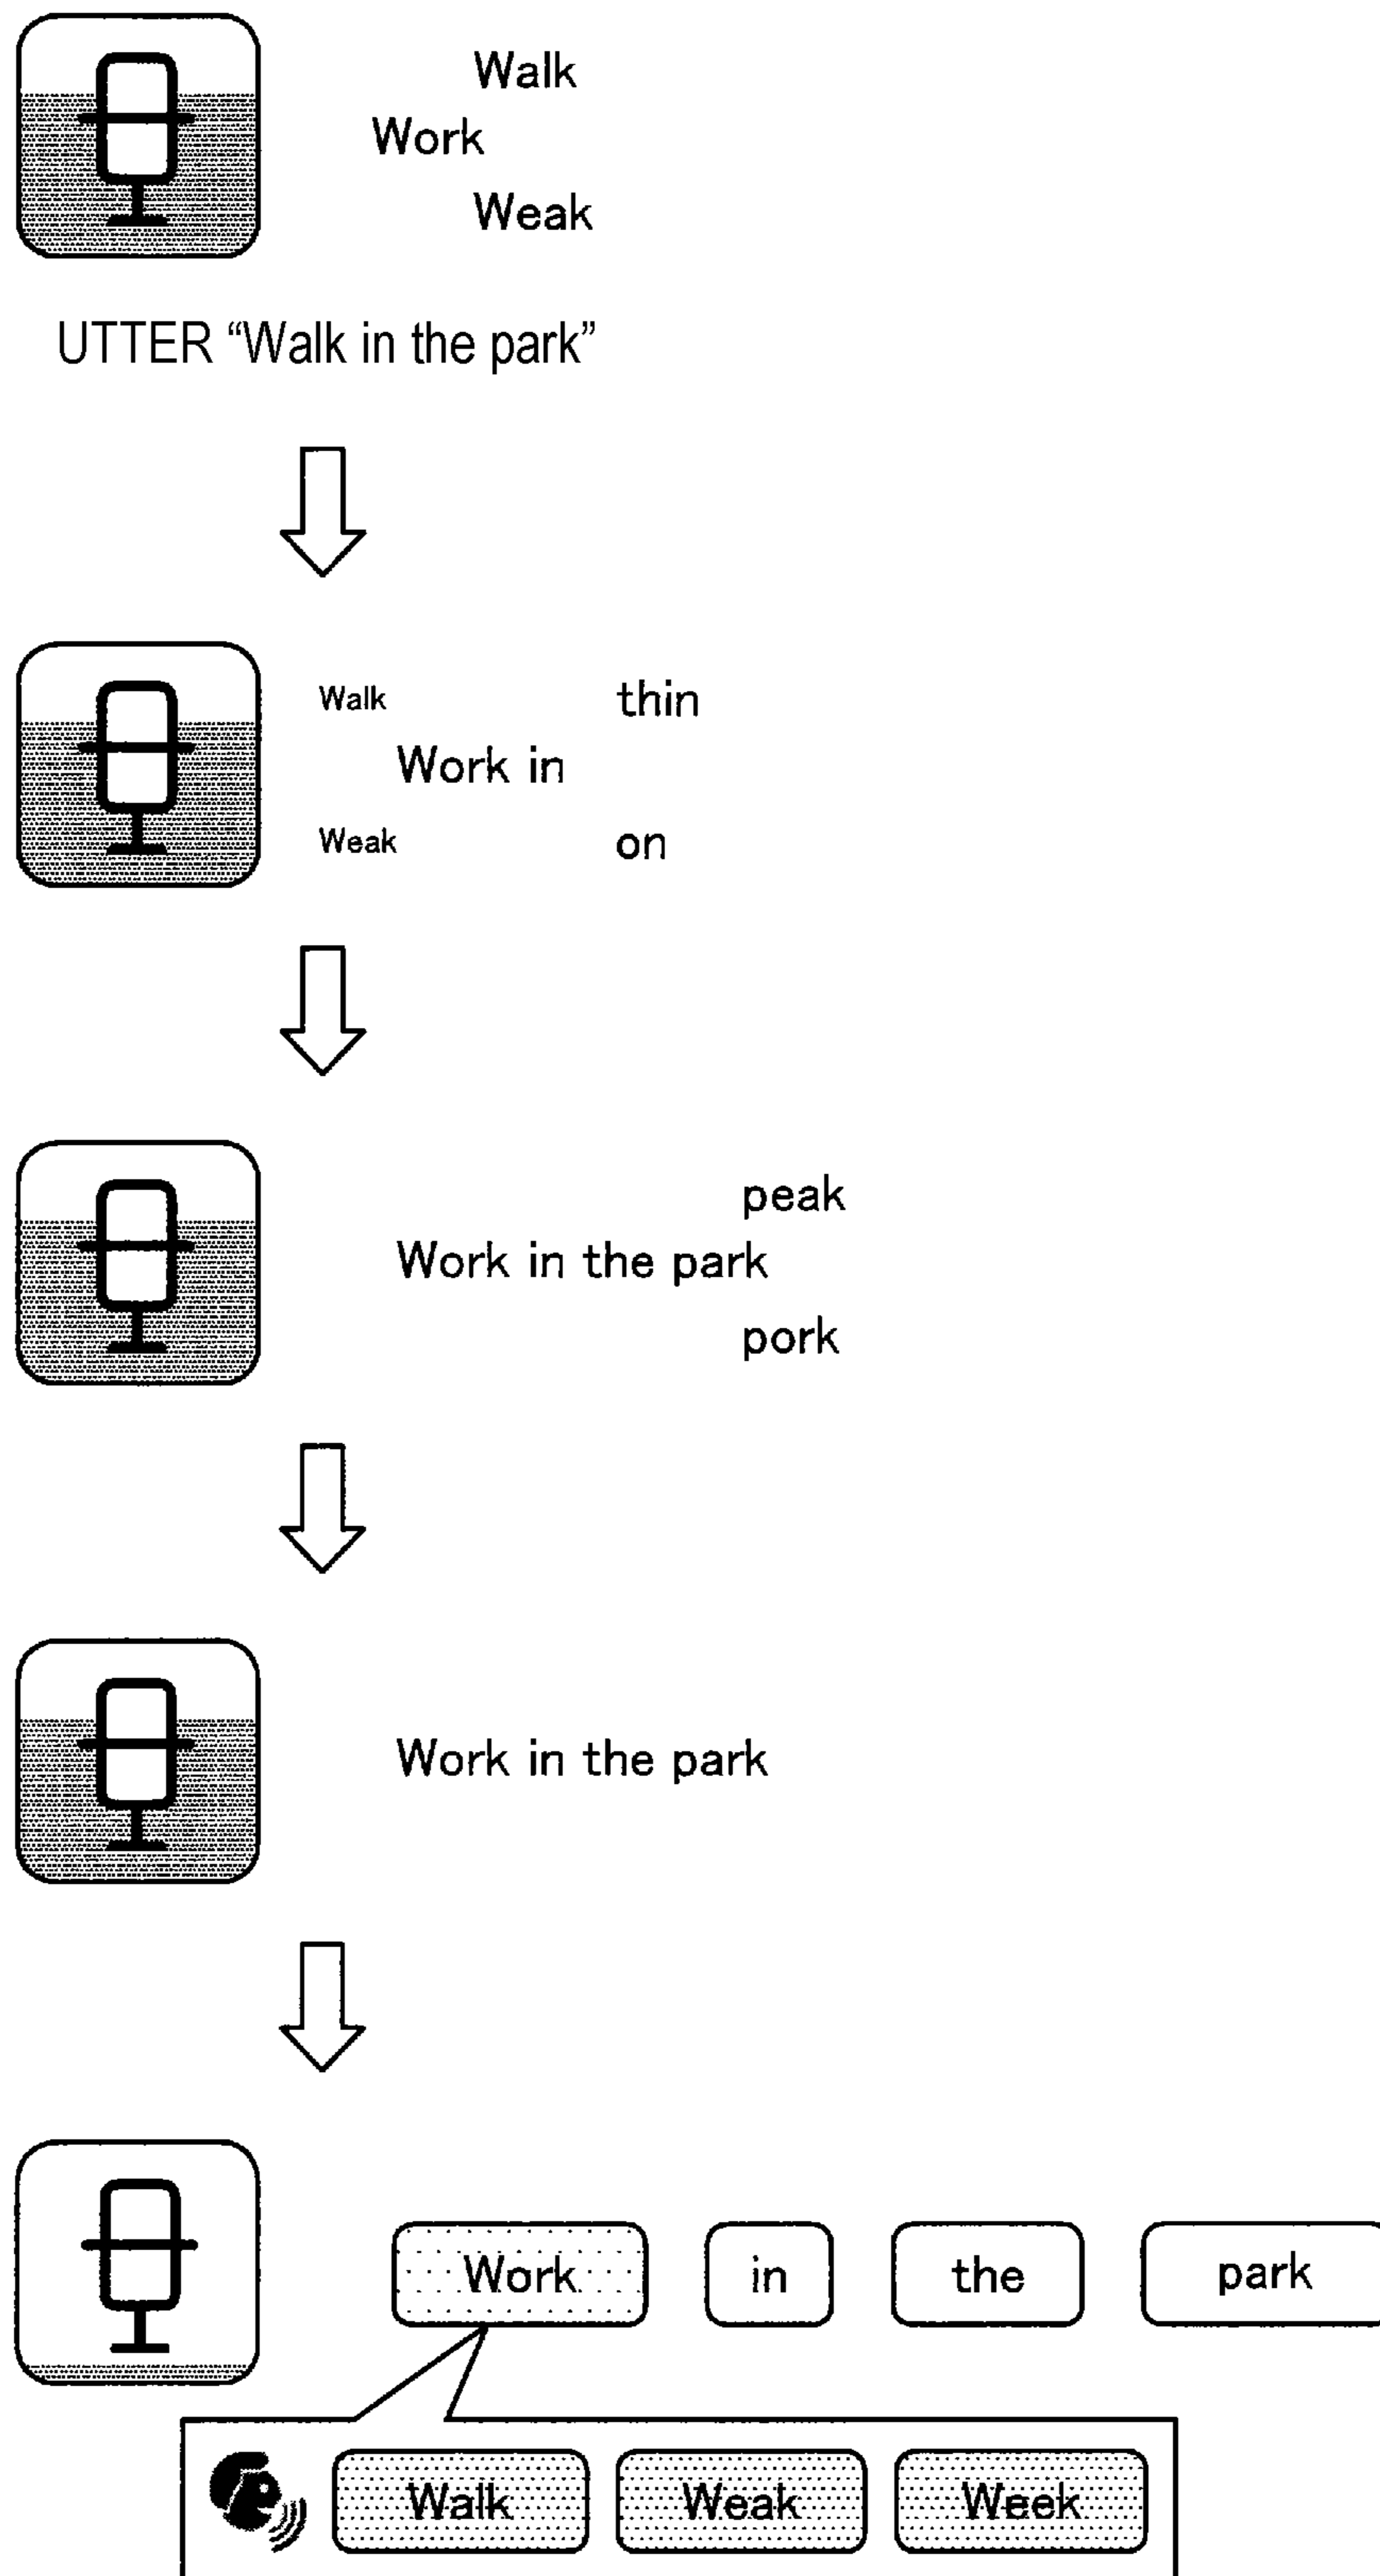 Walk
Work
Weak
UTTER “Walk in the park”
Walk thin
Work in
Weak on
peak
Work in the park
pork
Work in the park
Work in the park
Walk Weak Week